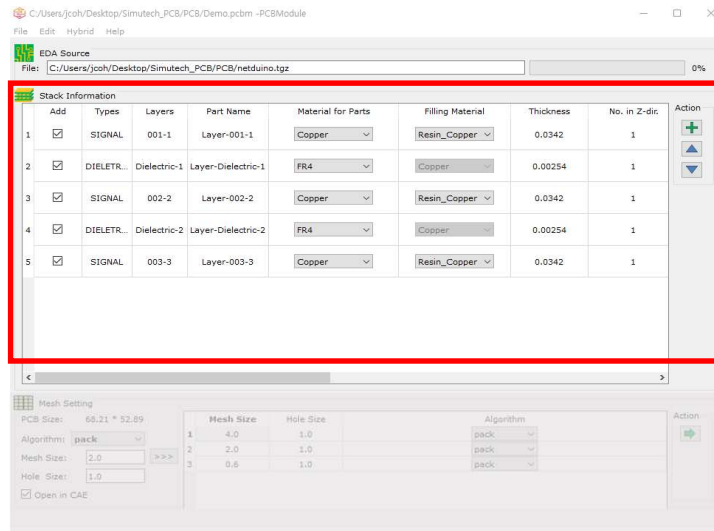 C:/Users/jcoh/Desktop/Simutech_PCB/PCB/Demo.pcbm -PCBModule
File Edit Hybrid Help
EDA Source
File: C:/Users/jcoh/Desktop/Simutech_PCB/PCB/netduino.tgz 0%
Stack Information
Add Types Layers Part Name Material for Parts Filling Material Thickness No. in Z-dir. Action
1 SIGNAL 001-1 Layer-001-1 Copper Resin_Copper 0.0342 1
2 DIELETR... Dielectric-1 Layer-Dielectric-1 FR4 Copper 0.00254 1
3 SIGNAL 002-2 Layer-002-2 Copper Resin_Copper 0.0342 1
4 DIELETR... Dielectric-2 Layer-Dielectric-2 FR4 Copper 0.00254 1
5 SIGNAL 003-3 Layer-003-3 Copper Resin_Copper 0.0342 1
Mesh Setting
PCB Size: 68.21 * 52.89 Mesh Size Hole Size Algorithm Action
Algorithm: pack 1 4.0 1.0 pack
Mesh Size: 2.0 >>> 2 2.0 1.0 pack
3 0.6 1.0 pack
Hole Size: 1.0
Open in CAE